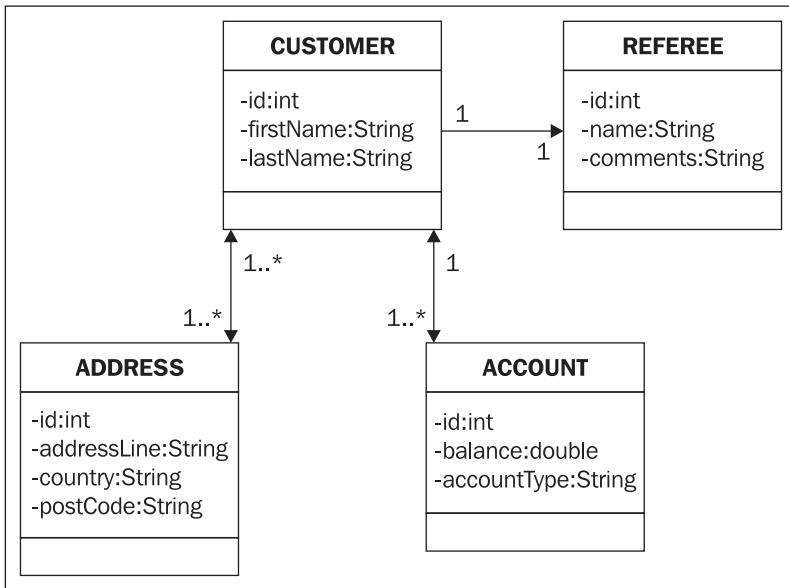 CUSTOMER
-id:int
-firstName:String
-lastName:String
REFEREE
-id:int
-name:String
-comments:String
1
1
1..*
1..*
1
1..*
ADDRESS
-id:int
-addressLine:String
-country:String
-postCode:String
ACCOUNT
-id:int
-balance:double
-accountType:String